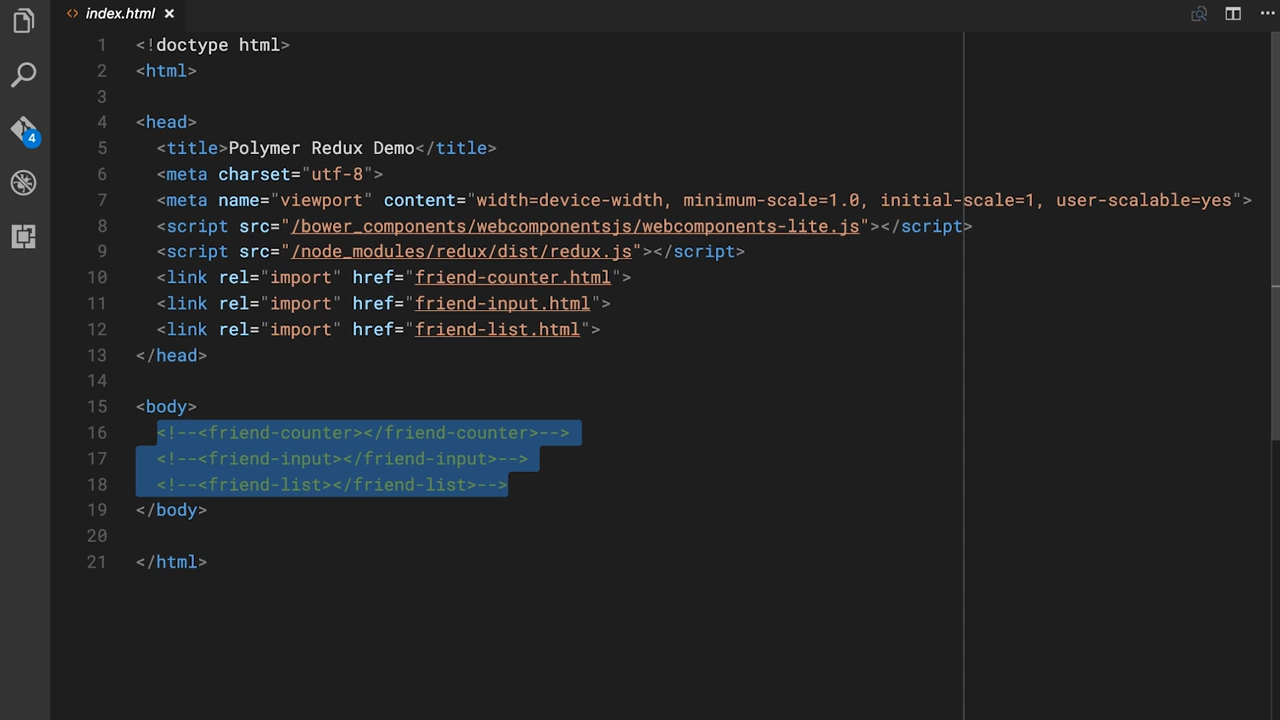 <> index.html ×
4
1 <!doctype html>
2 <html>
3
4 <head>
5 <title>Polymer Redux Demo</title>
6 <meta charset="utf-8">
7 <meta name="viewport" content="width=device-width, minimum-scale=1.0, initial-scale=1, user-scalable=yes">
8 <script src="/bower_components/webcomponentsjs/webcomponents-lite.js"></script>
9 <script src="/node_modules/redux/dist/redux.js"></script>
10 <link rel="import" href="friend-counter.html">
11 <link rel="import" href="friend-input.html">
12 <link rel="import" href="friend-list.html">
13 </head>
14
15 <body>
16 <!--<friend-counter></friend-counter>-->
17 <!--<friend-input></friend-input>-->
18 <!--<friend-list></friend-list>-->
19 </body>
20
21 </html>